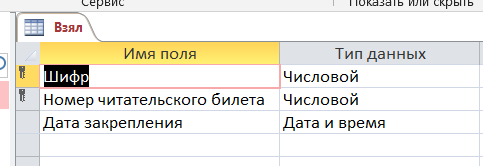 Сервис
Показать или скрыть
Взял
Имя поля Тип данных
Шифр Числовой
Номер читательского билета Числовой
Дата закрепления Дата и время